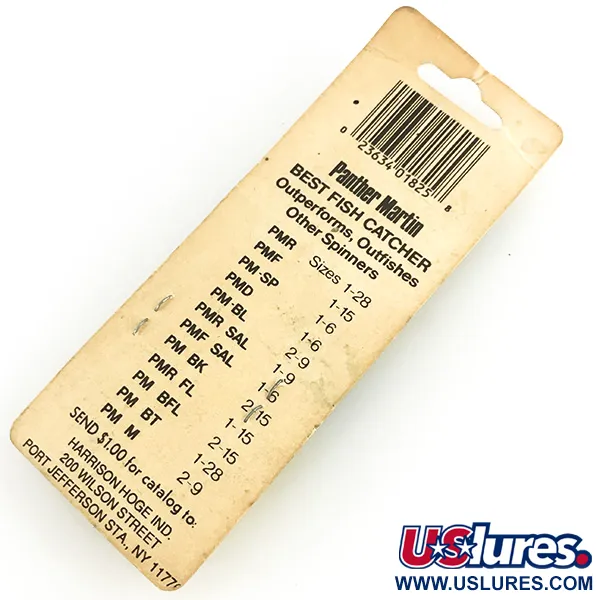 0 23634 01825 8
Panther Martin
BEST FISH CATCHER
Outperforms, Outfishes
Other Spinners
PMR Sizes 1-28
PMF 1-15
PM-SP 1-6
PMD 1-6
PM-BL 2-9
PMR SAL 1-9
PMF SAL 1-6
PM BK 2-15
PMR FL 1-15
PM BFL 2-15
PM BT 1-28
PM M 2-9
SEND $1.00 for catalog to:
HARRISON HOGE IND.
200 WILSON STREET
PORT JEFFERSON STA., NY 11776
USlures.
WWW.USLURES.COM